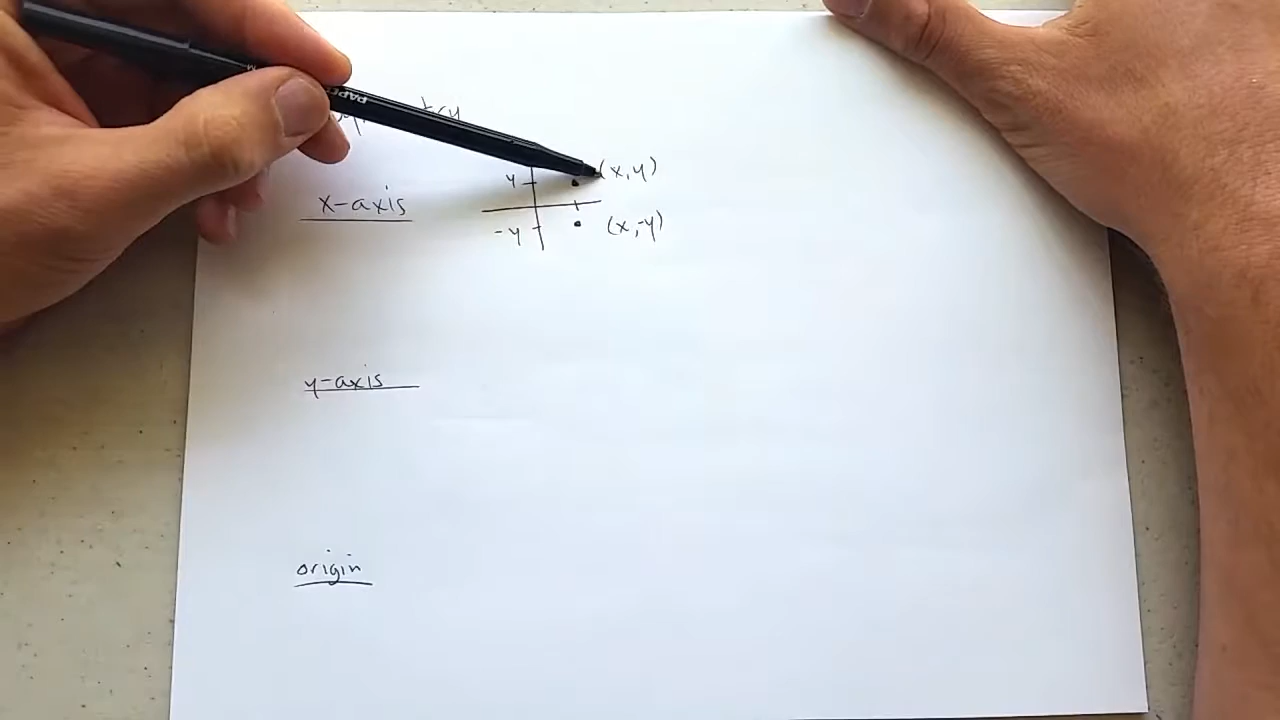 y (x,y)
x-axis
-y (x,-y)
y-axis
origin